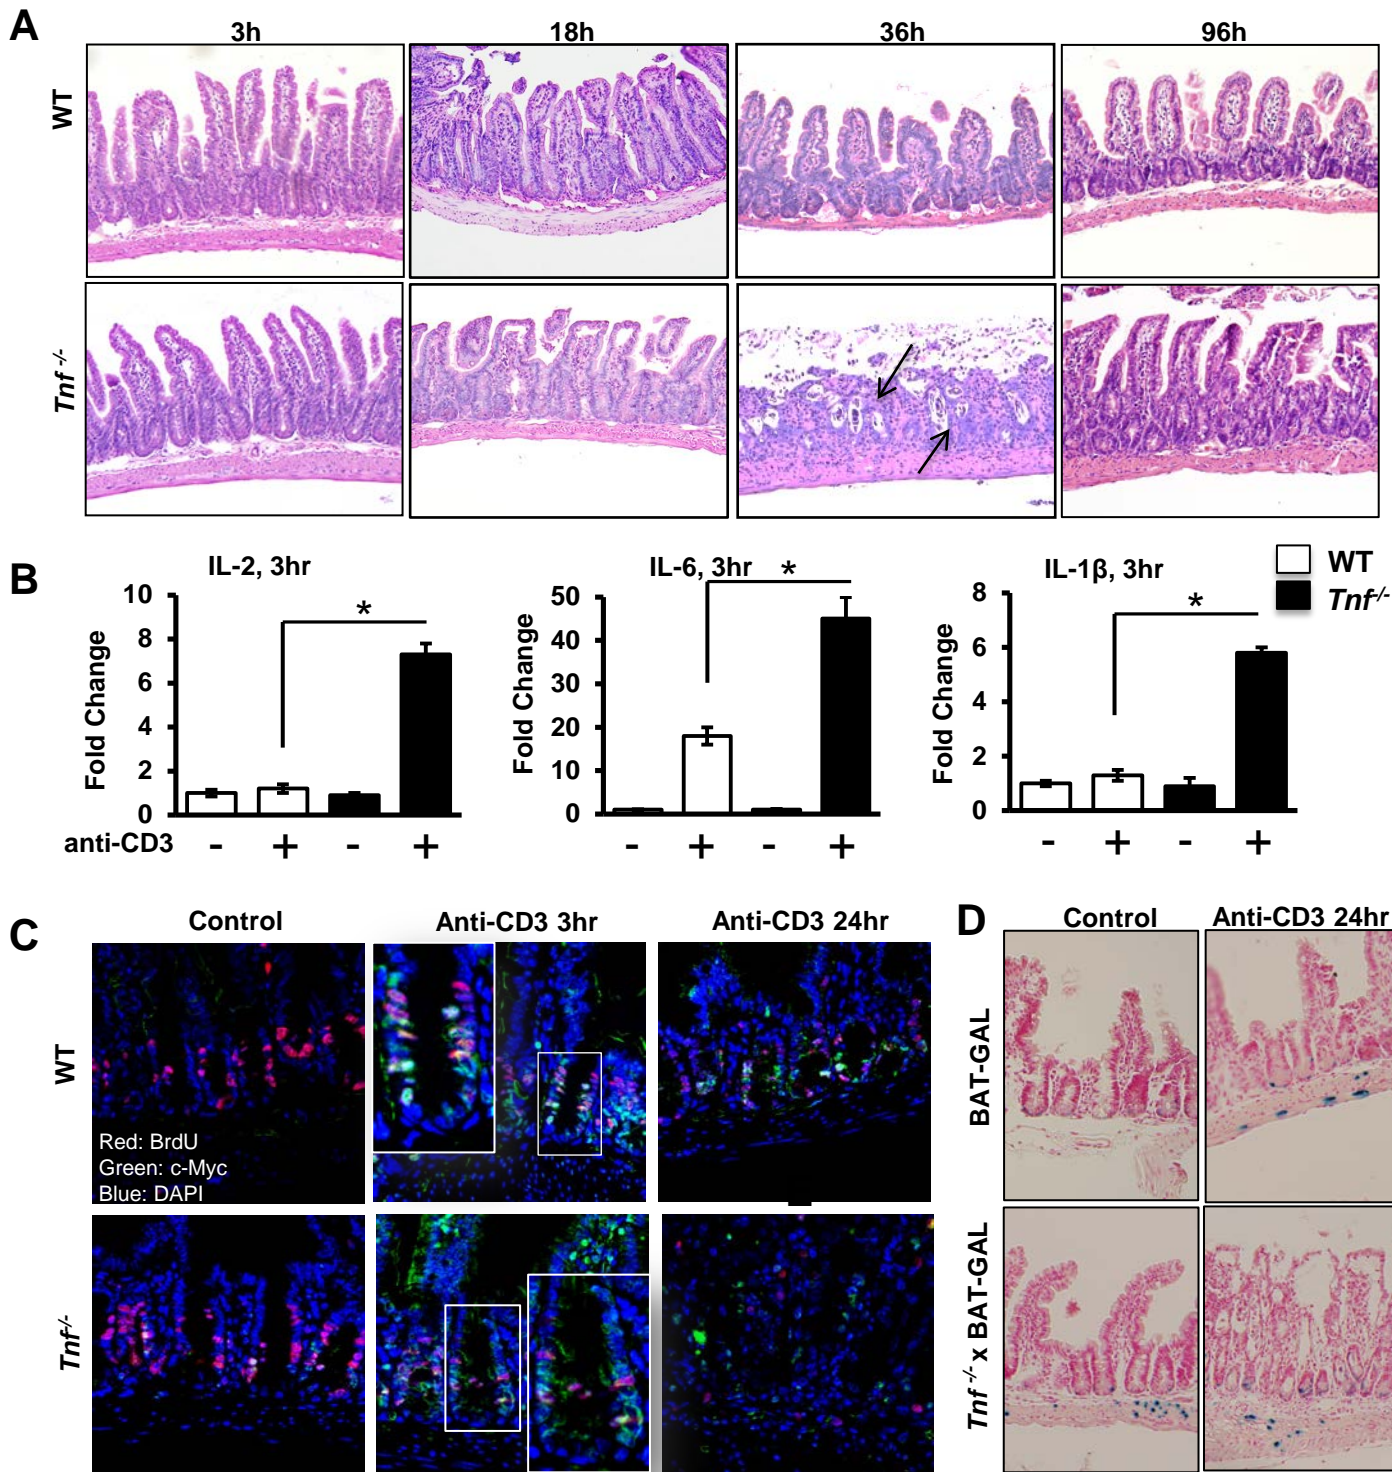 A
3h 18h 36h 96h
WT
Tnf -/-
B
IL-2, 3hr
IL-6, 3hr
IL-1β, 3hr
WT
Tnf-/-
Fold Change
10
8
6
4
2
0
*
Fold Change
50
40
30
20
10
0
*
Fold Change
8
6
4
2
0
*
anti-CD3 - + - + - + - + - + - +
C
Control Anti-CD3 3hr Anti-CD3 24hr
WT
Red: BrdU
Green: c-Myc
Blue: DAPI
Tnf-/-
D
Control Anti-CD3 24hr
BAT-GAL
Tnf -/- x BAT-GAL